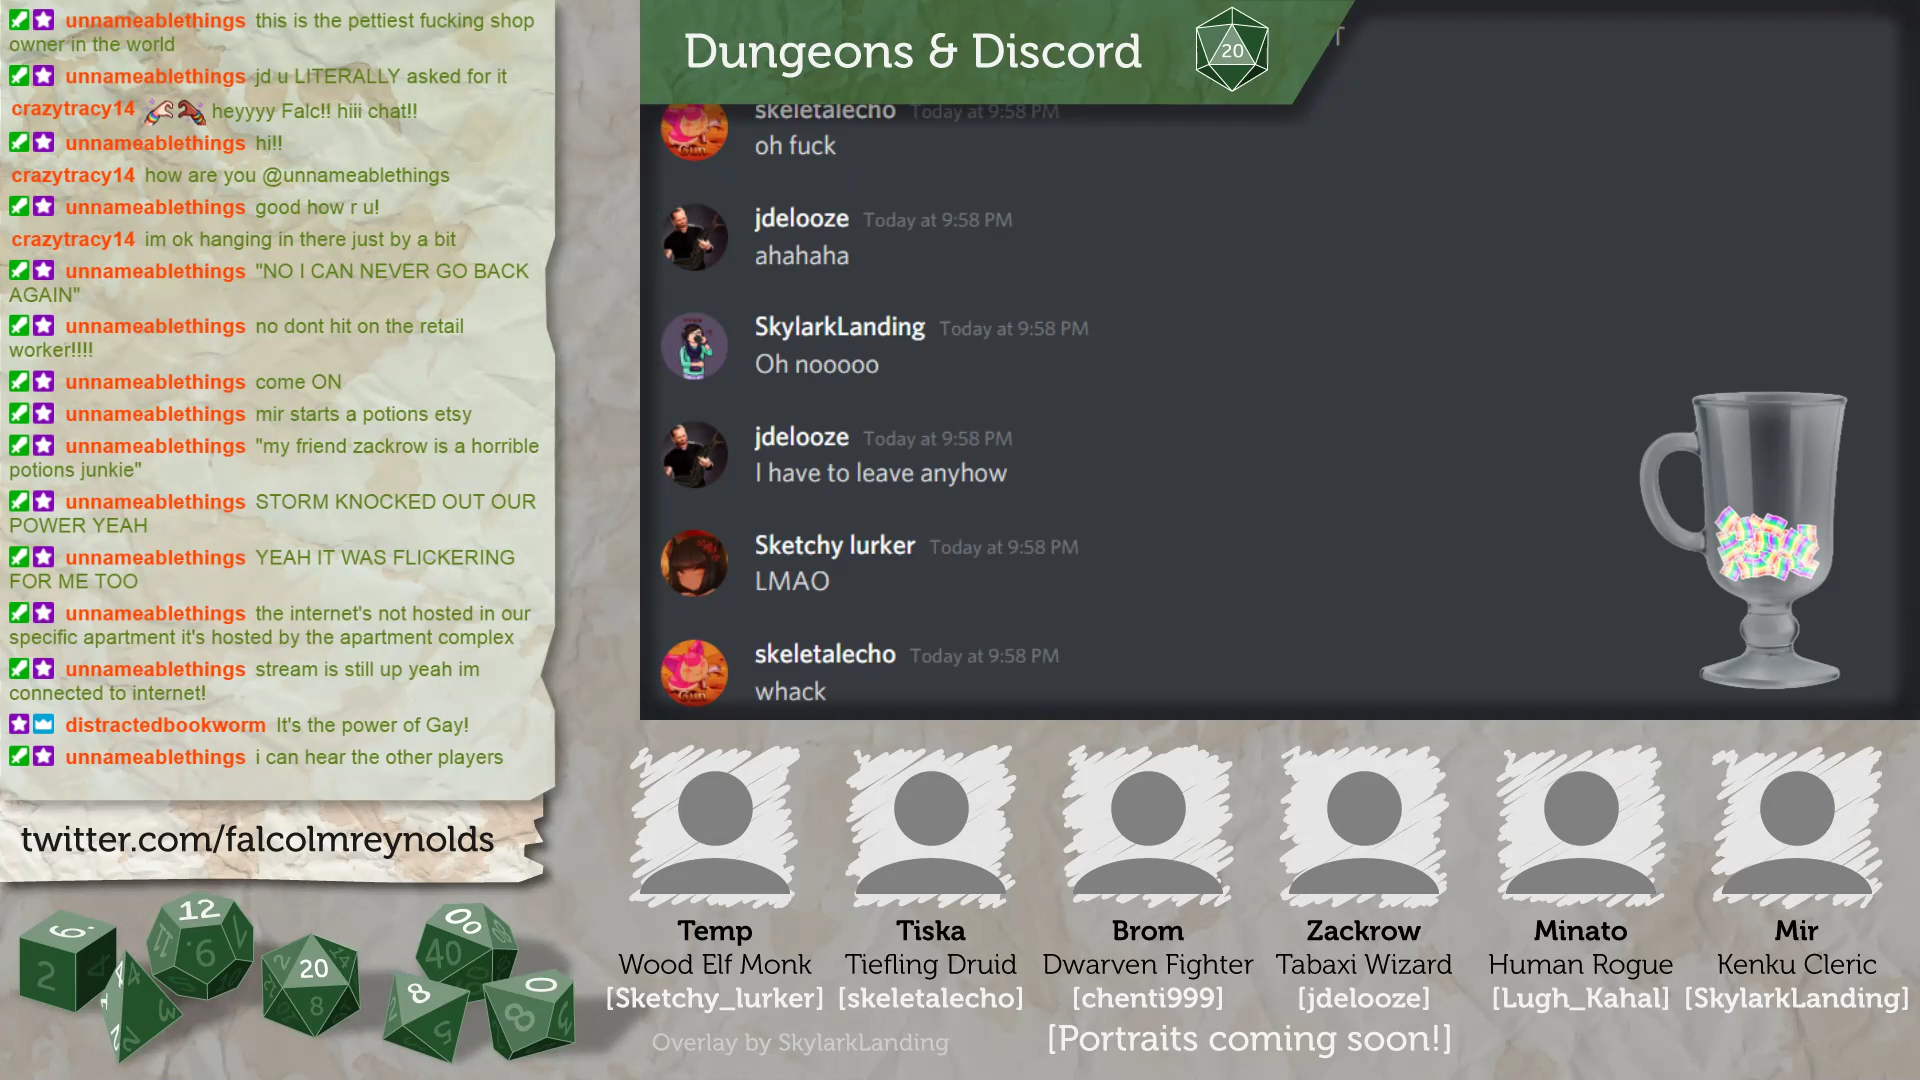 unnameablethings this is the pettiest fucking shop
owner in the world
unnameablethings jd u LITERALLY asked for it
crazytracy14 heyyyy Falc!! hiii chat!!
unnameablethings hi!!
crazytracy14 how are you @unnameablethings
unnameablethings good how r u!
crazytracy14 im ok hanging in there just by a bit
unnameablethings "NO I CAN NEVER GO BACK
AGAIN"
unnameablethings no dont hit on the retail
worker!!!!
unnameablethings come ON
unnameablethings mir starts a potions etsy
unnameablethings "my friend zackrow is a horrible
potions junkie"
unnameablethings STORM KNOCKED OUT OUR
POWER YEAH
unnameablethings YEAH IT WAS FLICKERING
FOR ME TOO
unnameablethings the internet's not hosted in our
specific apartment it's hosted by the apartment complex
unnameablethings stream is still up yeah im
connected to internet!
distractedbookworm It's the power of Gay!
unnameablethings i can hear the other players
twitter.com/falcolmreynolds
Dungeons & Discord
20
skeletalecho Today at 9:58 PM
oh fuck
jdelooze Today at 9:58 PM
ahahaha
SkylarkLanding Today at 9:58 PM
Oh nooooo
jdelooze Today at 9:58 PM
I have to leave anyhow
Sketchy lurker Today at 9:58 PM
LMAO
skeletalecho Today at 9:58 PM
whack
Temp Tiska Brom Zackrow Minato Mir
Wood Elf Monk Tiefling Druid Dwarven Fighter Tabaxi Wizard Human Rogue Kenku Cleric
[Sketchy_lurker] [skeletalecho] [chenti999] [jdelooze] [Lugh_Kahal] [SkylarkLanding]
Overlay by SkylarkLanding [Portraits coming soon!]
6. 2 4
12 6
20 8
00 40
8 5
0 8